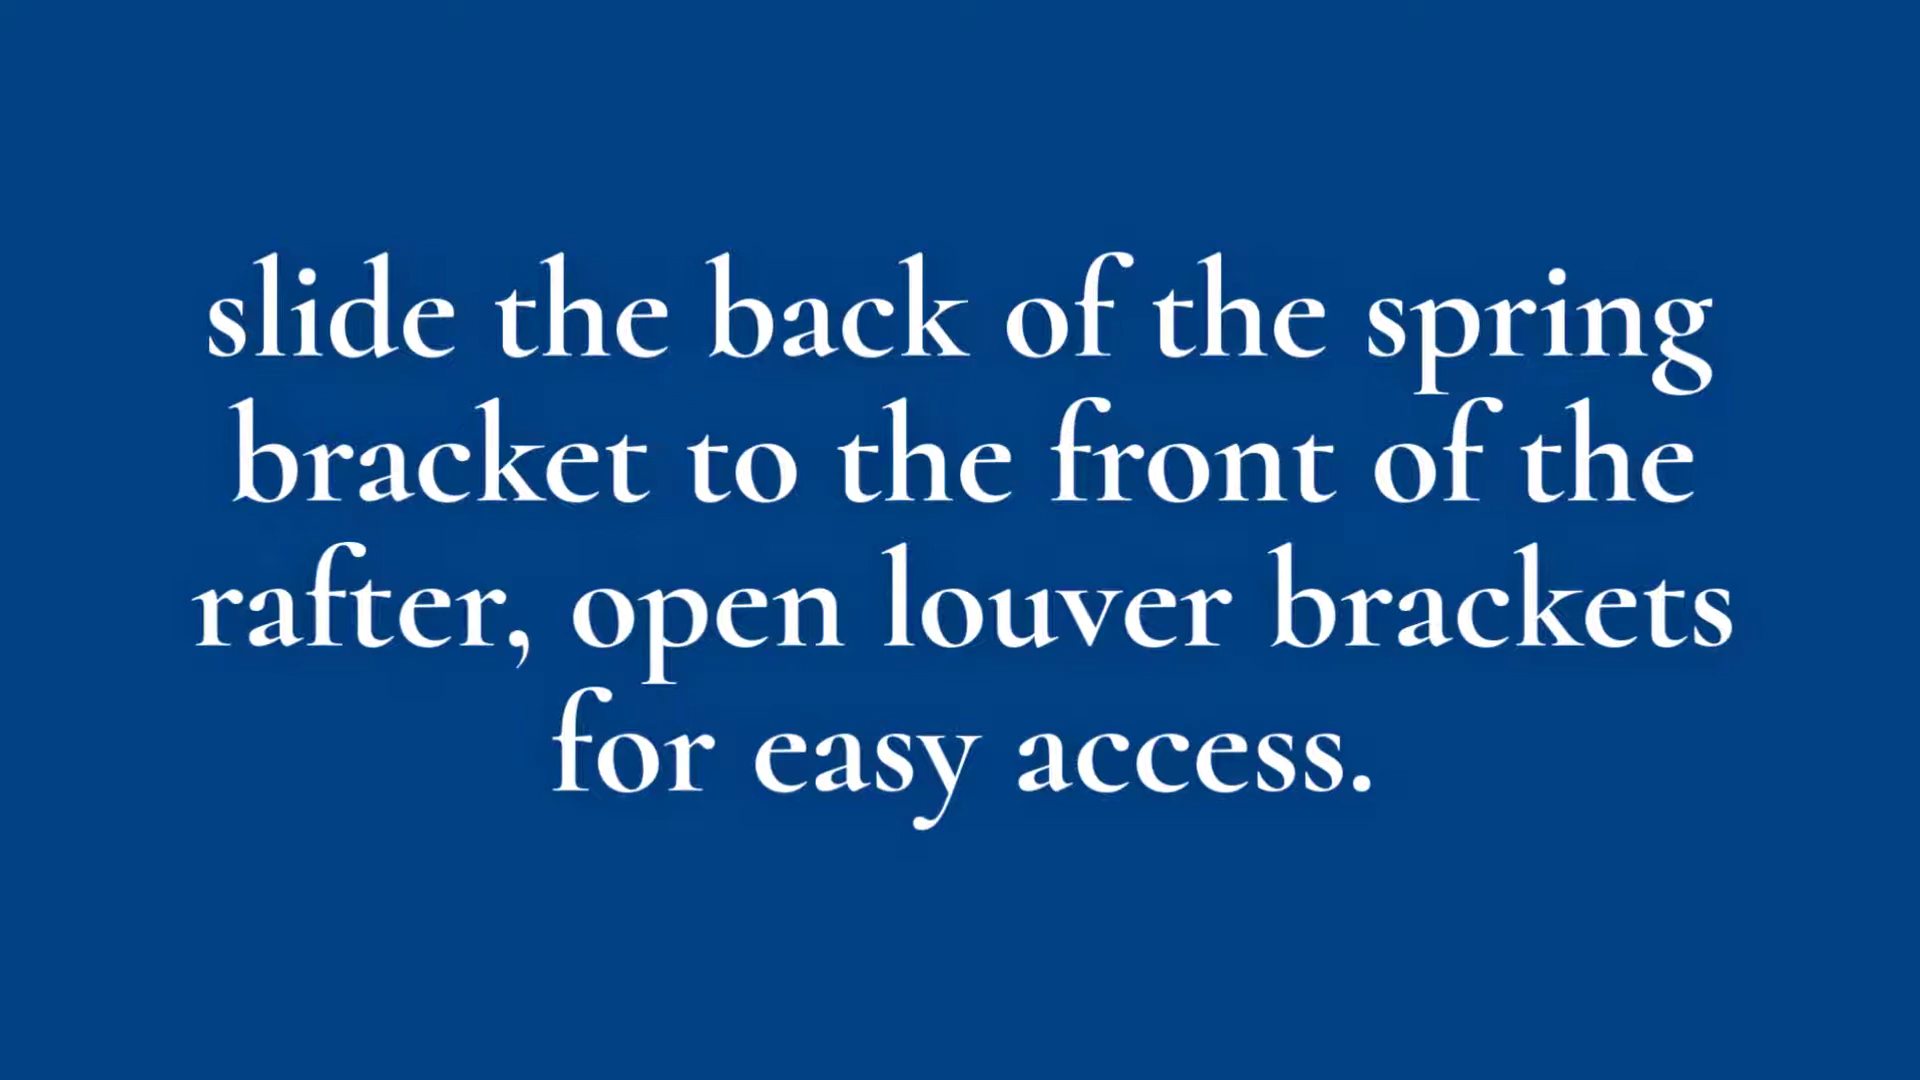 slide the back of the spring
bracket to the front of the
rafter, open louver brackets
for easy access.